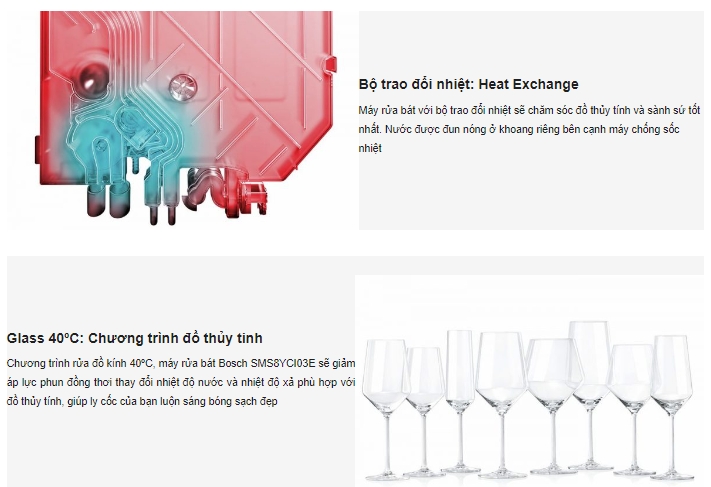 Bộ trao đổi nhiệt: Heat Exchange
Máy rửa bát với bộ trao đổi nhiệt sẽ chăm sóc đồ thủy tính và sành sứ tốt
nhất. Nước được đun nóng ở khoang riêng bên cạnh máy chống sốc
nhiệt
Glass 40ºC: Chương trình đồ thủy tinh
Chương trình rửa đồ kính 40ºC, máy rửa bát Bosch SMS8YCI03E sẽ giảm
áp lực phun đồng thơi thay đổi nhiệt độ nước và nhiệt độ xả phù hợp với
đồ thủy tính, giúp ly cốc của bạn luộn sáng bóng sạch đẹp